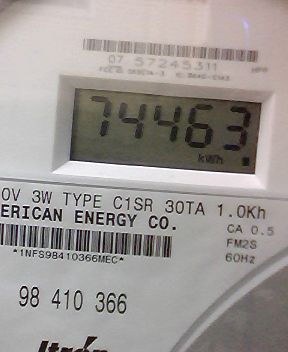 07 57245311
74463
kWh
0V 3W TYPE C1SR 30TA 1.0Kh
ERICAN ENERGY CO.
CA 0.5
FM2S
60Hz
*1NFS98410366MEC*
98 410 366
Itrón